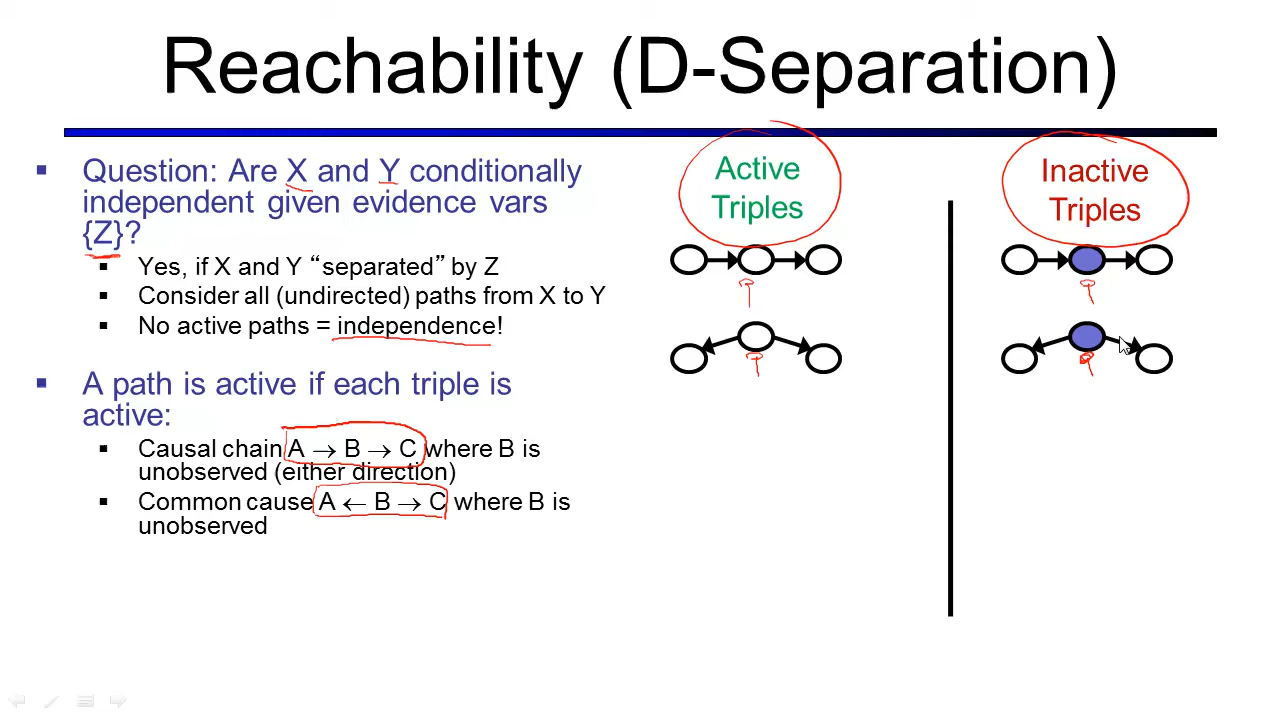 Reachability (D-Separation)
Question: Are X and Y conditionally
independent given evidence vars
{Z}?
Yes, if X and Y “separated” by Z
Consider all (undirected) paths from X to Y
No active paths = independence!
A path is active if each triple is
active:
Causal chain A → B → C where B is
unobserved (either direction)
Common cause A ← B → C where B is
unobserved
Active
Triples
Inactive
Triples